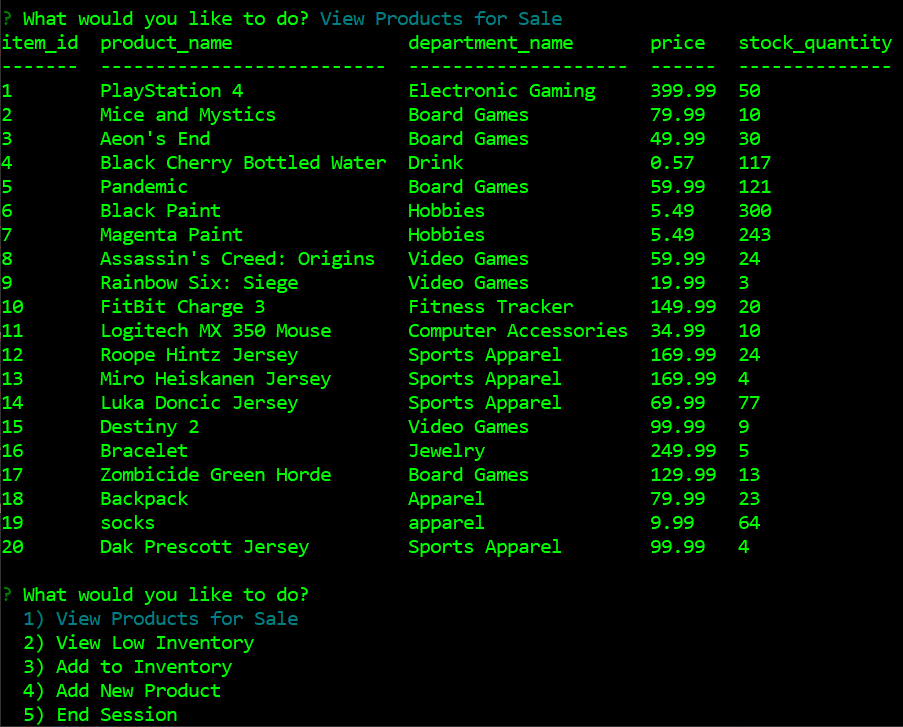 ? What would you like to do? View Products for Sale
item_id  product_name                department_name       price   stock_quantity
-------  --------------------------  --------------------  ------  --------------
1        PlayStation 4               Electronic Gaming     399.99  50
2        Mice and Mystics            Board Games           79.99   10
3        Aeon's End                  Board Games           49.99   30
4        Black Cherry Bottled Water  Drink                 0.57    117
5        Pandemic                    Board Games           59.99   121
6        Black Paint                 Hobbies               5.49    300
7        Magenta Paint               Hobbies               5.49    243
8        Assassin's Creed: Origins   Video Games           59.99   24
9        Rainbow Six: Siege          Video Games           19.99   3
10       FitBit Charge 3             Fitness Tracker       149.99  20
11       Logitech MX 350 Mouse       Computer Accessories  34.99   10
12       Roope Hintz Jersey          Sports Apparel        169.99  24
13       Miro Heiskanen Jersey       Sports Apparel        169.99  4
14       Luka Doncic Jersey          Sports Apparel        69.99   77
15       Destiny 2                   Video Games           99.99   9
16       Bracelet                    Jewelry               249.99  5
17       Zombicide Green Horde       Board Games           129.99  13
18       Backpack                    Apparel               79.99   23
19       socks                       apparel               9.99    64
20       Dak Prescott Jersey         Sports Apparel        99.99   4
? What would you like to do?
  1) View Products for Sale
  2) View Low Inventory
  3) Add to Inventory
  4) Add New Product
  5) End Session